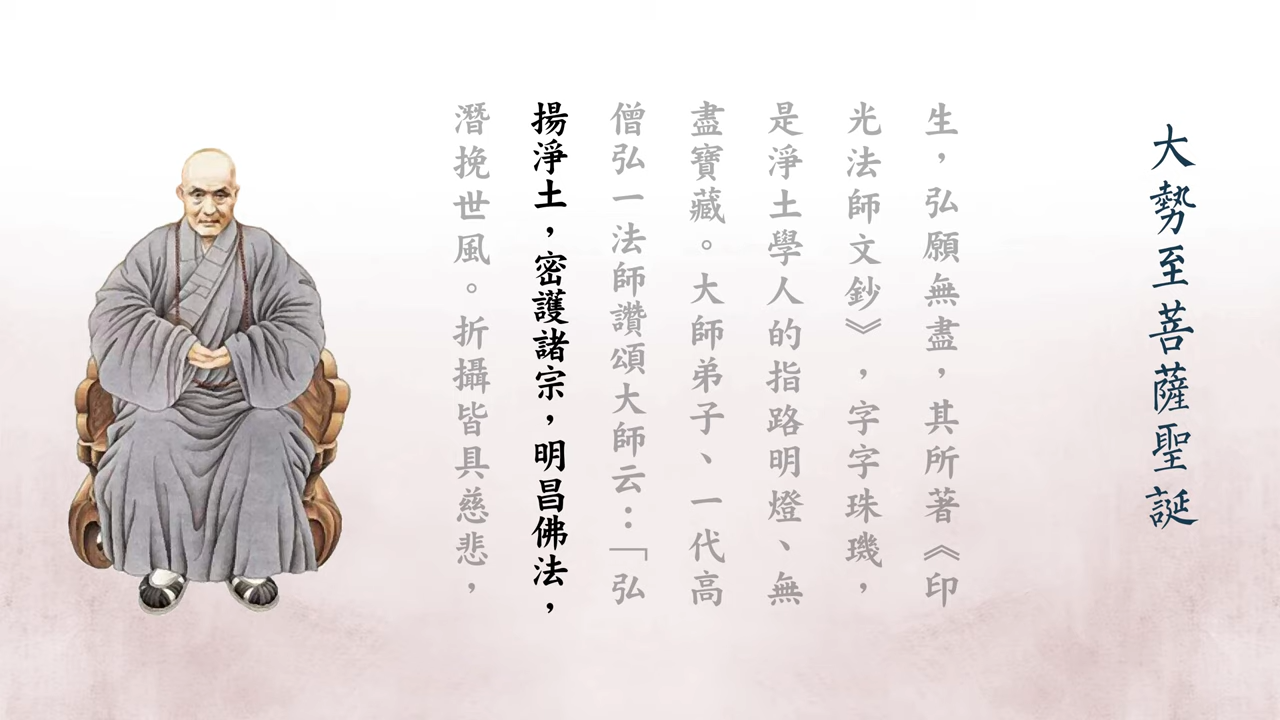 大勢至菩薩聖誕
生，弘願無盡，其所著《印
光法師文鈔》，字字珠璣，
是淨土學人的指路明燈、無
盡寶藏。大師弟子、一代高
僧弘一法師讚頌大師云：「弘
揚淨土，密護諸宗，明昌佛法，
潛挽世風。折攝皆具慈悲，